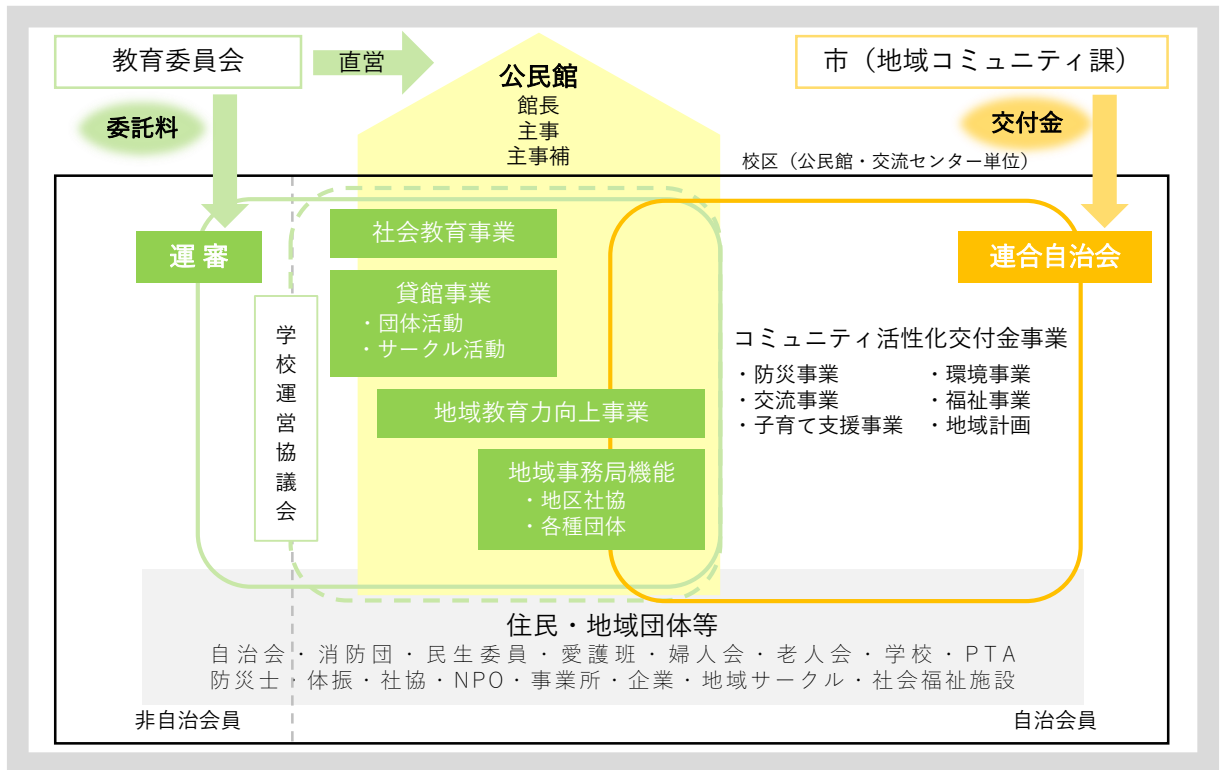 教育委員会
直営
公民館
館長
主事
主事補
市（地域コミュニティ課）
委託料
交付金
校区（公民館・交流センター単位）
運審
連合自治会
社会教育事業
貸館事業
・団体活動
・サークル活動
学校運営協議会
地域教育力向上事業
地域事務局機能
・地区社協
・各種団体
コミュニティ活性化交付金事業
・防災事業
・環境事業
・交流事業
・福祉事業
・子育て支援事業
・地域計画
住民・地域団体等
自治会・消防団・民生委員・愛護班・婦人会・老人会・学校・PTA
防災士・体振・社協・NPO・事業所・企業・地域サークル・社会福祉施設
非自治会員
自治会員